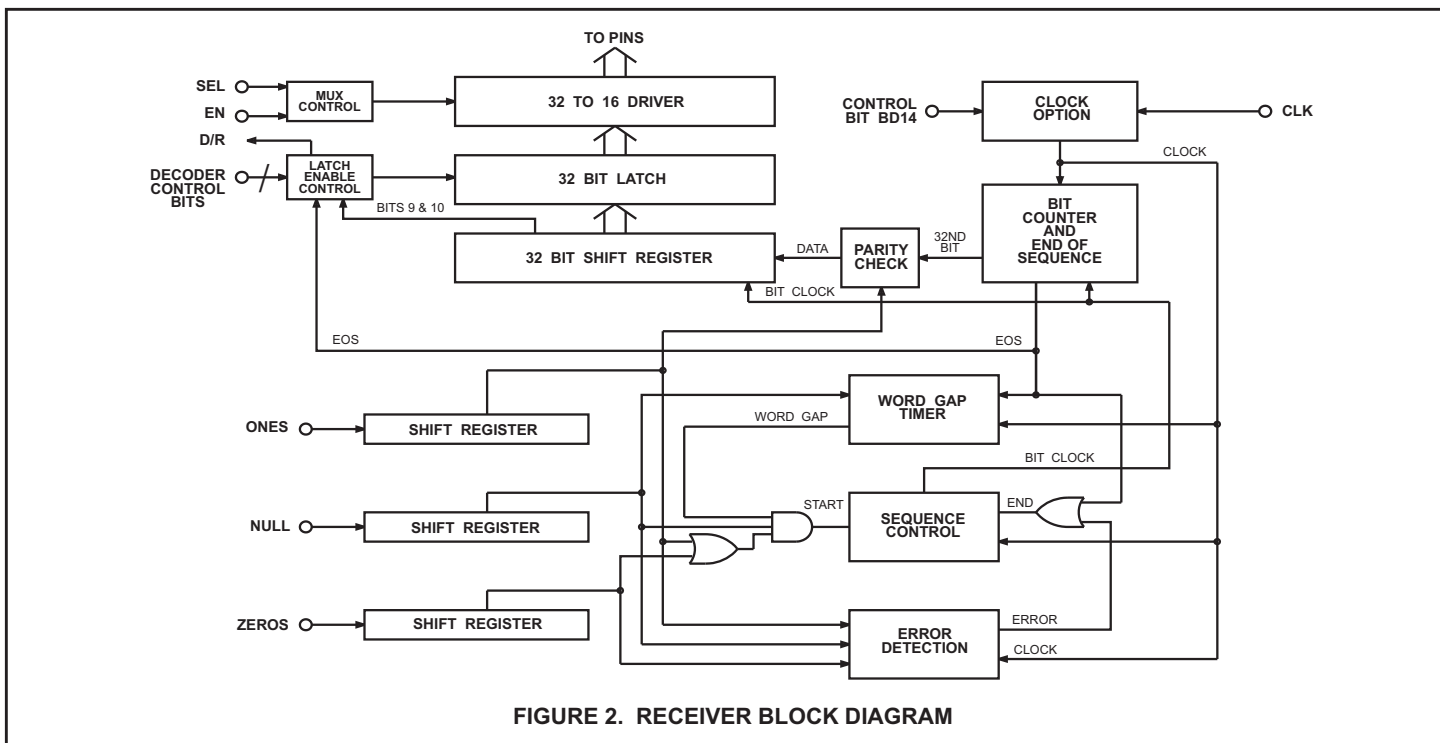 TO PINS
SEL
EN
D/R
DECODER
CONTROL
BITS
MUX
CONTROL
LATCH
ENABLE
CONTROL
32 TO 16 DRIVER
32 BIT LATCH
BITS 9 & 10
32 BIT SHIFT REGISTER
CONTROL
BIT BD14
CLOCK
OPTION
CLK
CLOCK
BIT
COUNTER
AND
END OF
SEQUENCE
32ND
BIT
PARITY
CHECK
DATA
BIT CLOCK
EOS
EOS
ONES
SHIFT REGISTER
WORD GAP
WORD GAP
TIMER
BIT CLOCK
NULL
SHIFT REGISTER
START
SEQUENCE
CONTROL
END
ZEROS
SHIFT REGISTER
ERROR
DETECTION
ERROR
CLOCK
FIGURE 2. RECEIVER BLOCK DIAGRAM